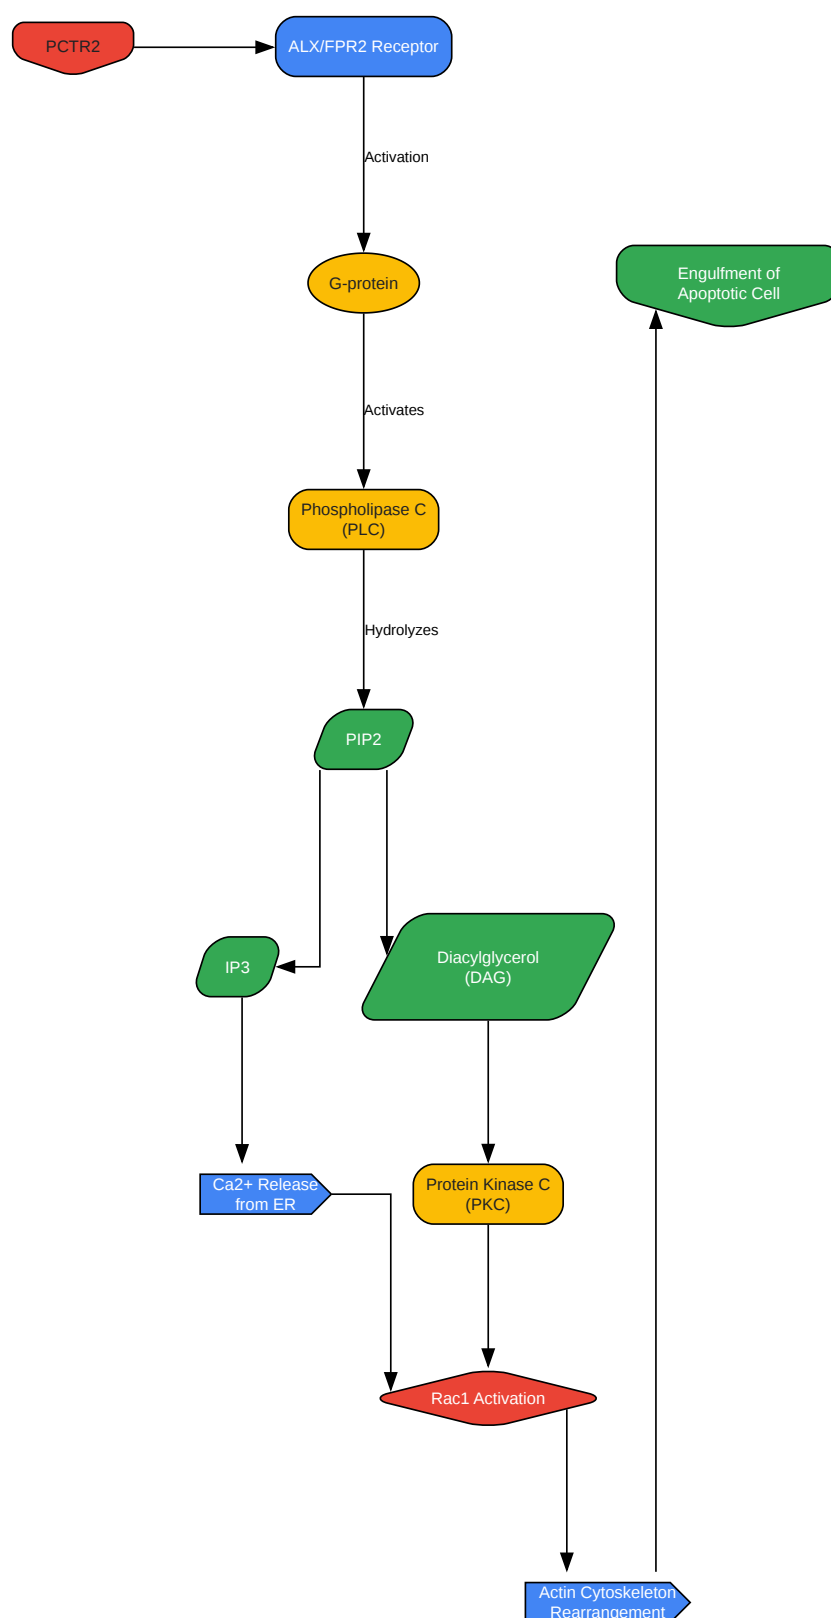 PCTR2
ALX/FPR2 Receptor
Activation
G-protein
Engulfment of
Apoptotic Cell
Activates
Phospholipase C
(PLC)
Hydrolyzes
PIP2
IP3
Diacylglycerol
(DAG)
Ca2+ Release
from ER
Protein Kinase C
(PKC)
Rac1 Activation
Actin Cytoskeleton
Rearrangement